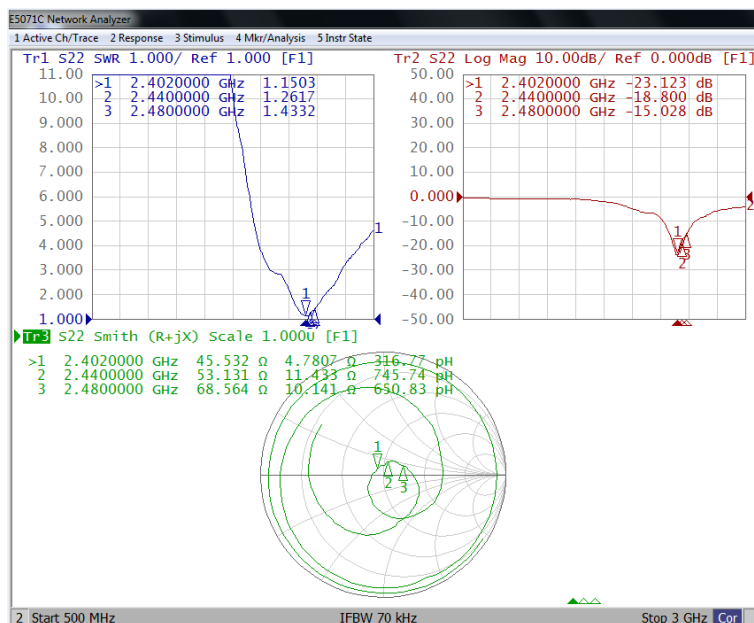 E5071C Network Analyzer
1 Active Ch/Trace 2 Response 3 Stimulus 4 Mkr/Analysis 5 Instr State
Tr1 S22 SWR 1.000/ Ref 1.000 [F1]
11.00
10.00
9.000
8.000
7.000
6.000
5.000
4.000
3.000
2.000
1.000
>1 2.4020000 GHz 1.1503
2 2.4400000 GHz 1.2617
3 2.4800000 GHz 1.4332
1
1
Tr2 S22 Log Mag 10.00dB/ Ref 0.000dB [F1]
50.00
40.00
30.00
20.00
10.00
0.000
-10.00
-20.00
-30.00
-40.00
-50.00
>1 2.4020000 GHz -23.123 dB
2 2.4400000 GHz -18.800 dB
3 2.4800000 GHz -15.028 dB
2
1
3
2
Tr3 S22 Smith (R+jX) Scale 1.000U [F1]
>1 2.4020000 GHz 45.532 Ω 4.7807 Ω 316.77 pH
2 2.4400000 GHz 53.131 Ω 11.433 Ω 745.74 pH
3 2.4800000 GHz 68.564 Ω 10.141 Ω 650.83 pH
1
2
3
2 Start 500 MHz IFBW 70 kHz Stop 3 GHz Cor